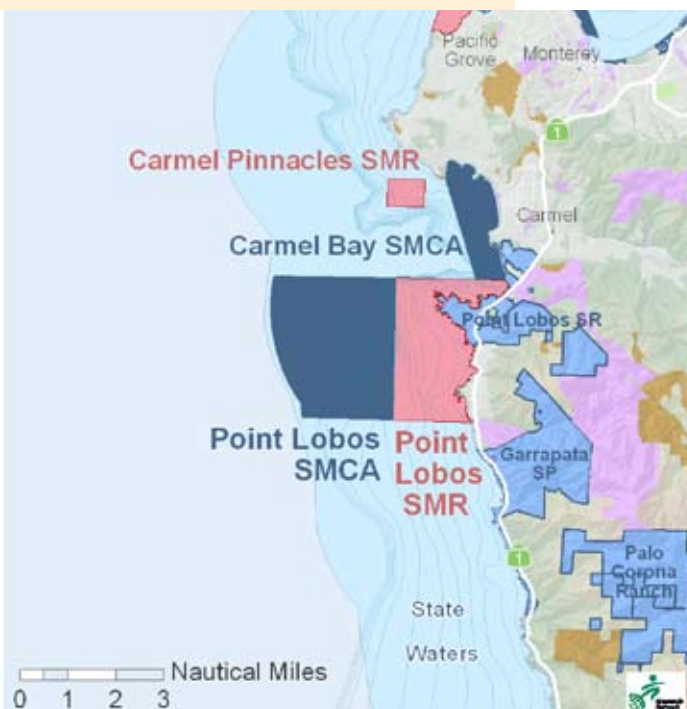 Pacific
Grove
Monterey
1
Carmel Pinnacles SMR
Carmel
Carmel Bay SMCA
Point Lobos SR
Point Lobos
SMCA
Point
Lobos
SMR
Garrapata
SP
1
Palo
Corona
Ranch
State
Waters
Nautical Miles
0 1 2 3